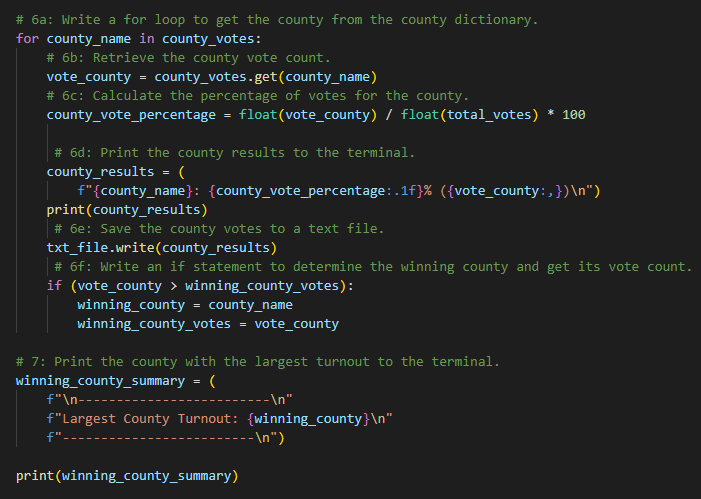 # 6a: Write a for loop to get the county from the county dictionary.
for county_name in county_votes:
    # 6b: Retrieve the county vote count.
    vote_county = county_votes.get(county_name)
    # 6c: Calculate the percentage of votes for the county.
    county_vote_percentage = float(vote_county) / float(total_votes) * 100

     # 6d: Print the county results to the terminal.
    county_results = (
        f"{county_name}: {county_vote_percentage:.1f}% ({vote_county:,})\n")
    print(county_results)
     # 6e: Save the county votes to a text file.
    txt_file.write(county_results)
     # 6f: Write an if statement to determine the winning county and get its vote count.
    if (vote_county > winning_county_votes):
        winning_county = county_name
        winning_county_votes = vote_county

# 7: Print the county with the largest turnout to the terminal.
winning_county_summary = (
    f"\n-------------------------\n"
    f"Largest County Turnout: {winning_county}\n"
    f"-------------------------\n")

print(winning_county_summary)